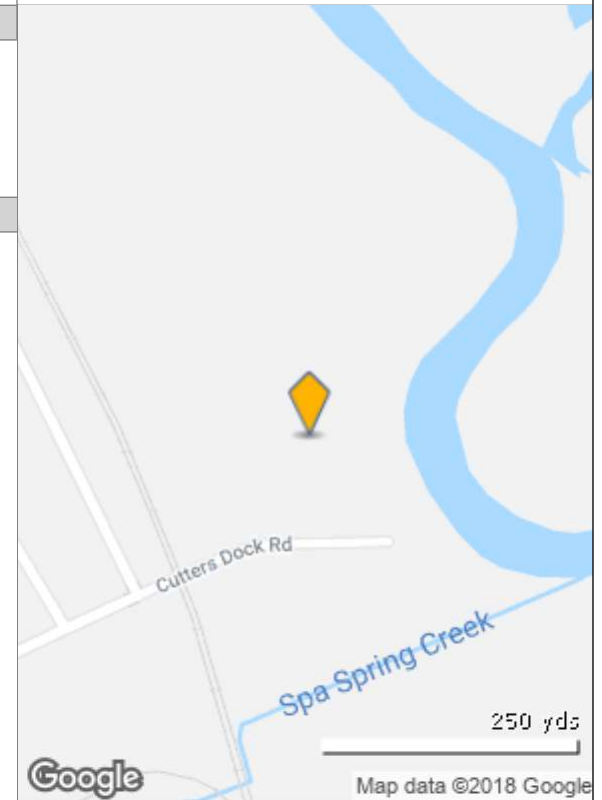 Cutters Dock Rd
Spa Spring Creek
250 yds
Google
Map data ©2018 Google